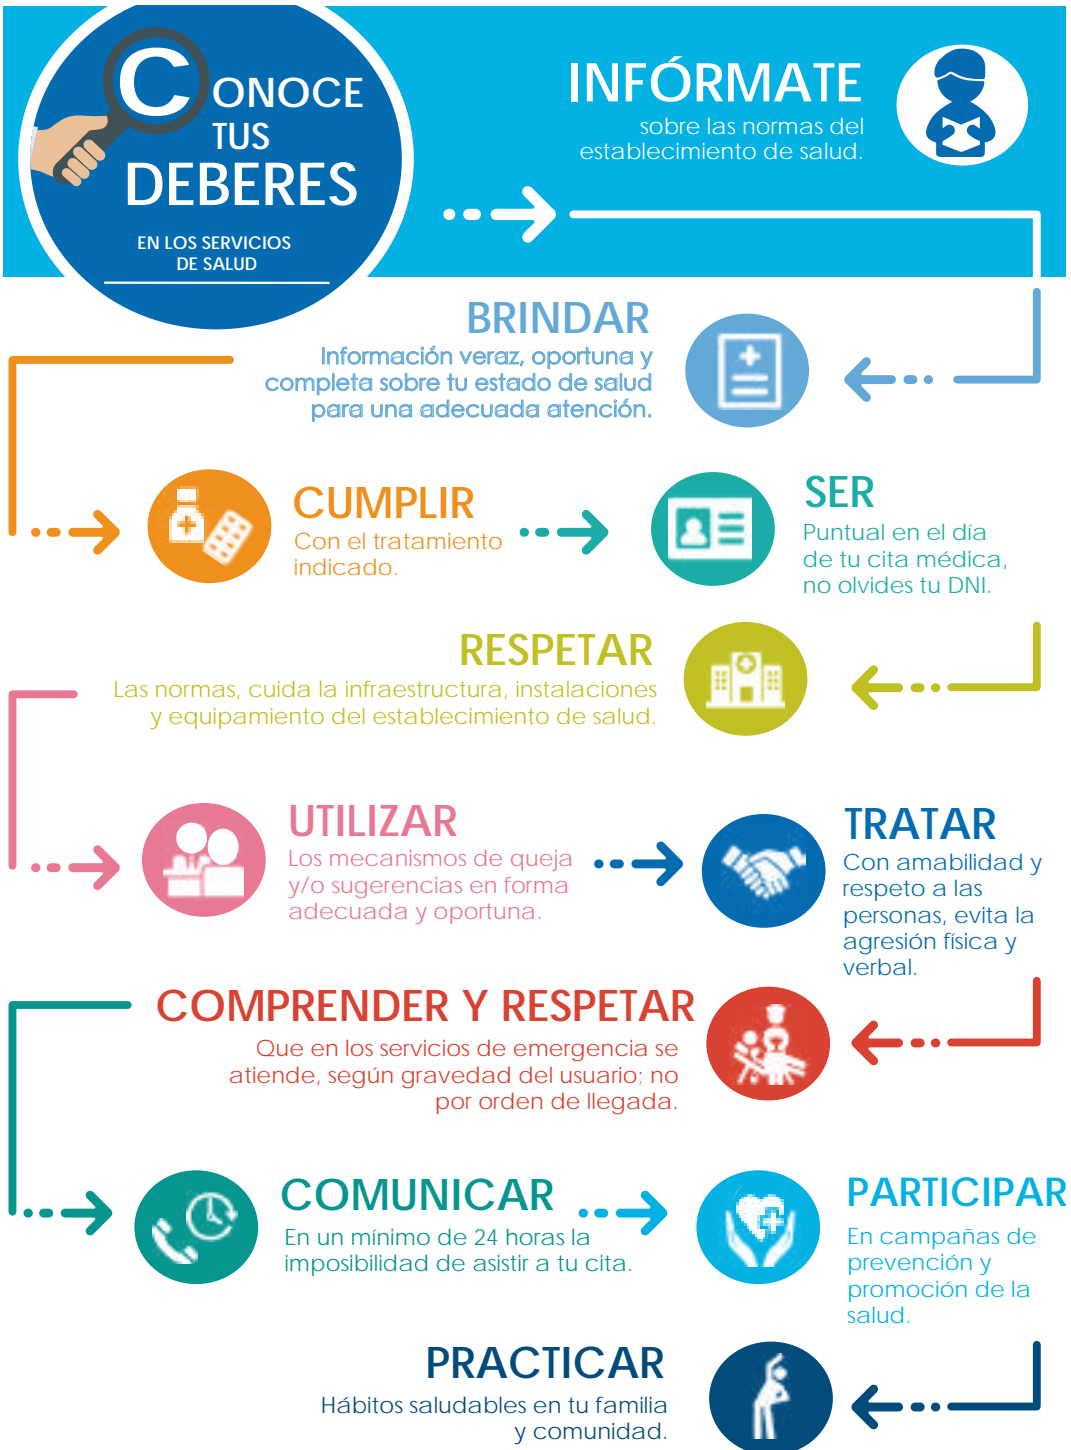 CONOCE
TUS
DEBERES
EN LOS SERVICIOS
DE SALUD
INFÓRMATE
sobre las normas del
establecimiento de salud.
BRINDAR
Información veraz, oportuna y
completa sobre tu estado de salud
para una adecuada atención.
CUMPLIR
Con el tratamiento
indicado.
SER
Puntual en el día
de tu cita médica,
no olvides tu DNI.
RESPETAR
Las normas, cuida la infraestructura, instalaciones
y equipamiento del establecimiento de salud.
UTILIZAR
Los mecanismos de queja
y/o sugerencias en forma
adecuada y oportuna.
TRATAR
Con amabilidad y
respeto a las
personas, evita la
agresión física y
verbal.
COMPRENDER Y RESPETAR
Que en los servicios de emergencia se
atiende, según gravedad del usuario; no
por orden de llegada.
COMUNICAR
En un mínimo de 24 horas la
imposibilidad de asistir a tu cita.
PARTICIPAR
En campañas de
prevención y
promoción de la
salud.
PRACTICAR
Hábitos saludables en tu familia
y comunidad.